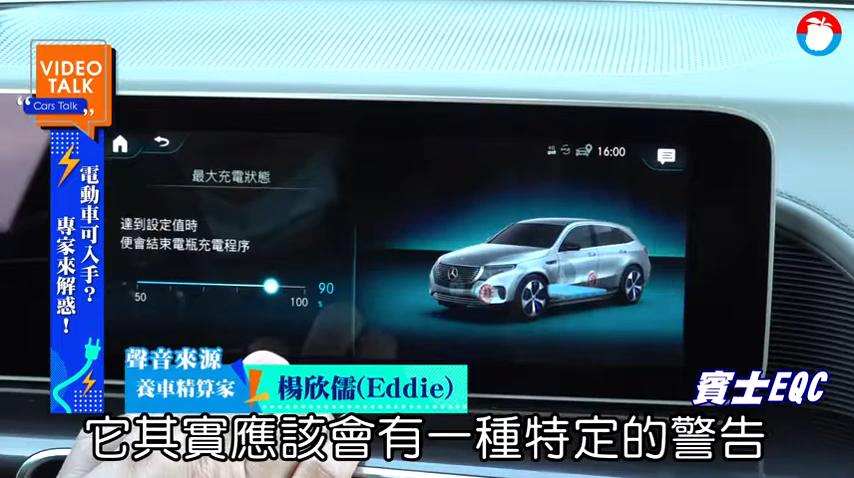 VIDEO
TALK
Cars Talk
電動車可入手?
專家來解惑!
16:00
最大充電狀態
達到設定值時
便會結束電瓶充電程序
90
%
50
100
聲音來源
養車精算家
楊欣儒(Eddie)
賓士EQC
它其實應該會有一種特定的警告